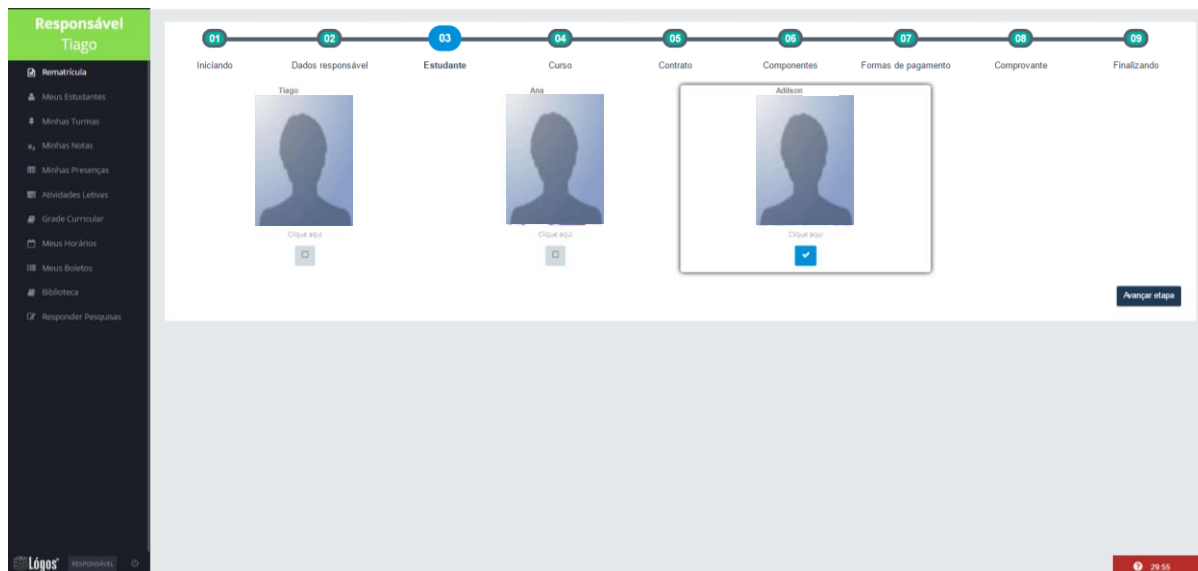 Responsável
Tiago
Rematrícula
Meus Estudantes
Minhas Turmas
Minhas Notas
Minhas Presenças
Atividades Letivas
Grade Curricular
Meus Horários
Meus Boletos
Biblioteca
Responder Pesquisas
Lógos
RESPONSÁVEL
01 02 03 04 05 06 07 08 09
Iniciando Dados responsável Estudante Curso Contrato Componentes Formas de pagamento Comprovante Finalizando
Tiago Ana Adilson
Clique aqui Clique aqui Clique aqui
Avançar etapa
29:55